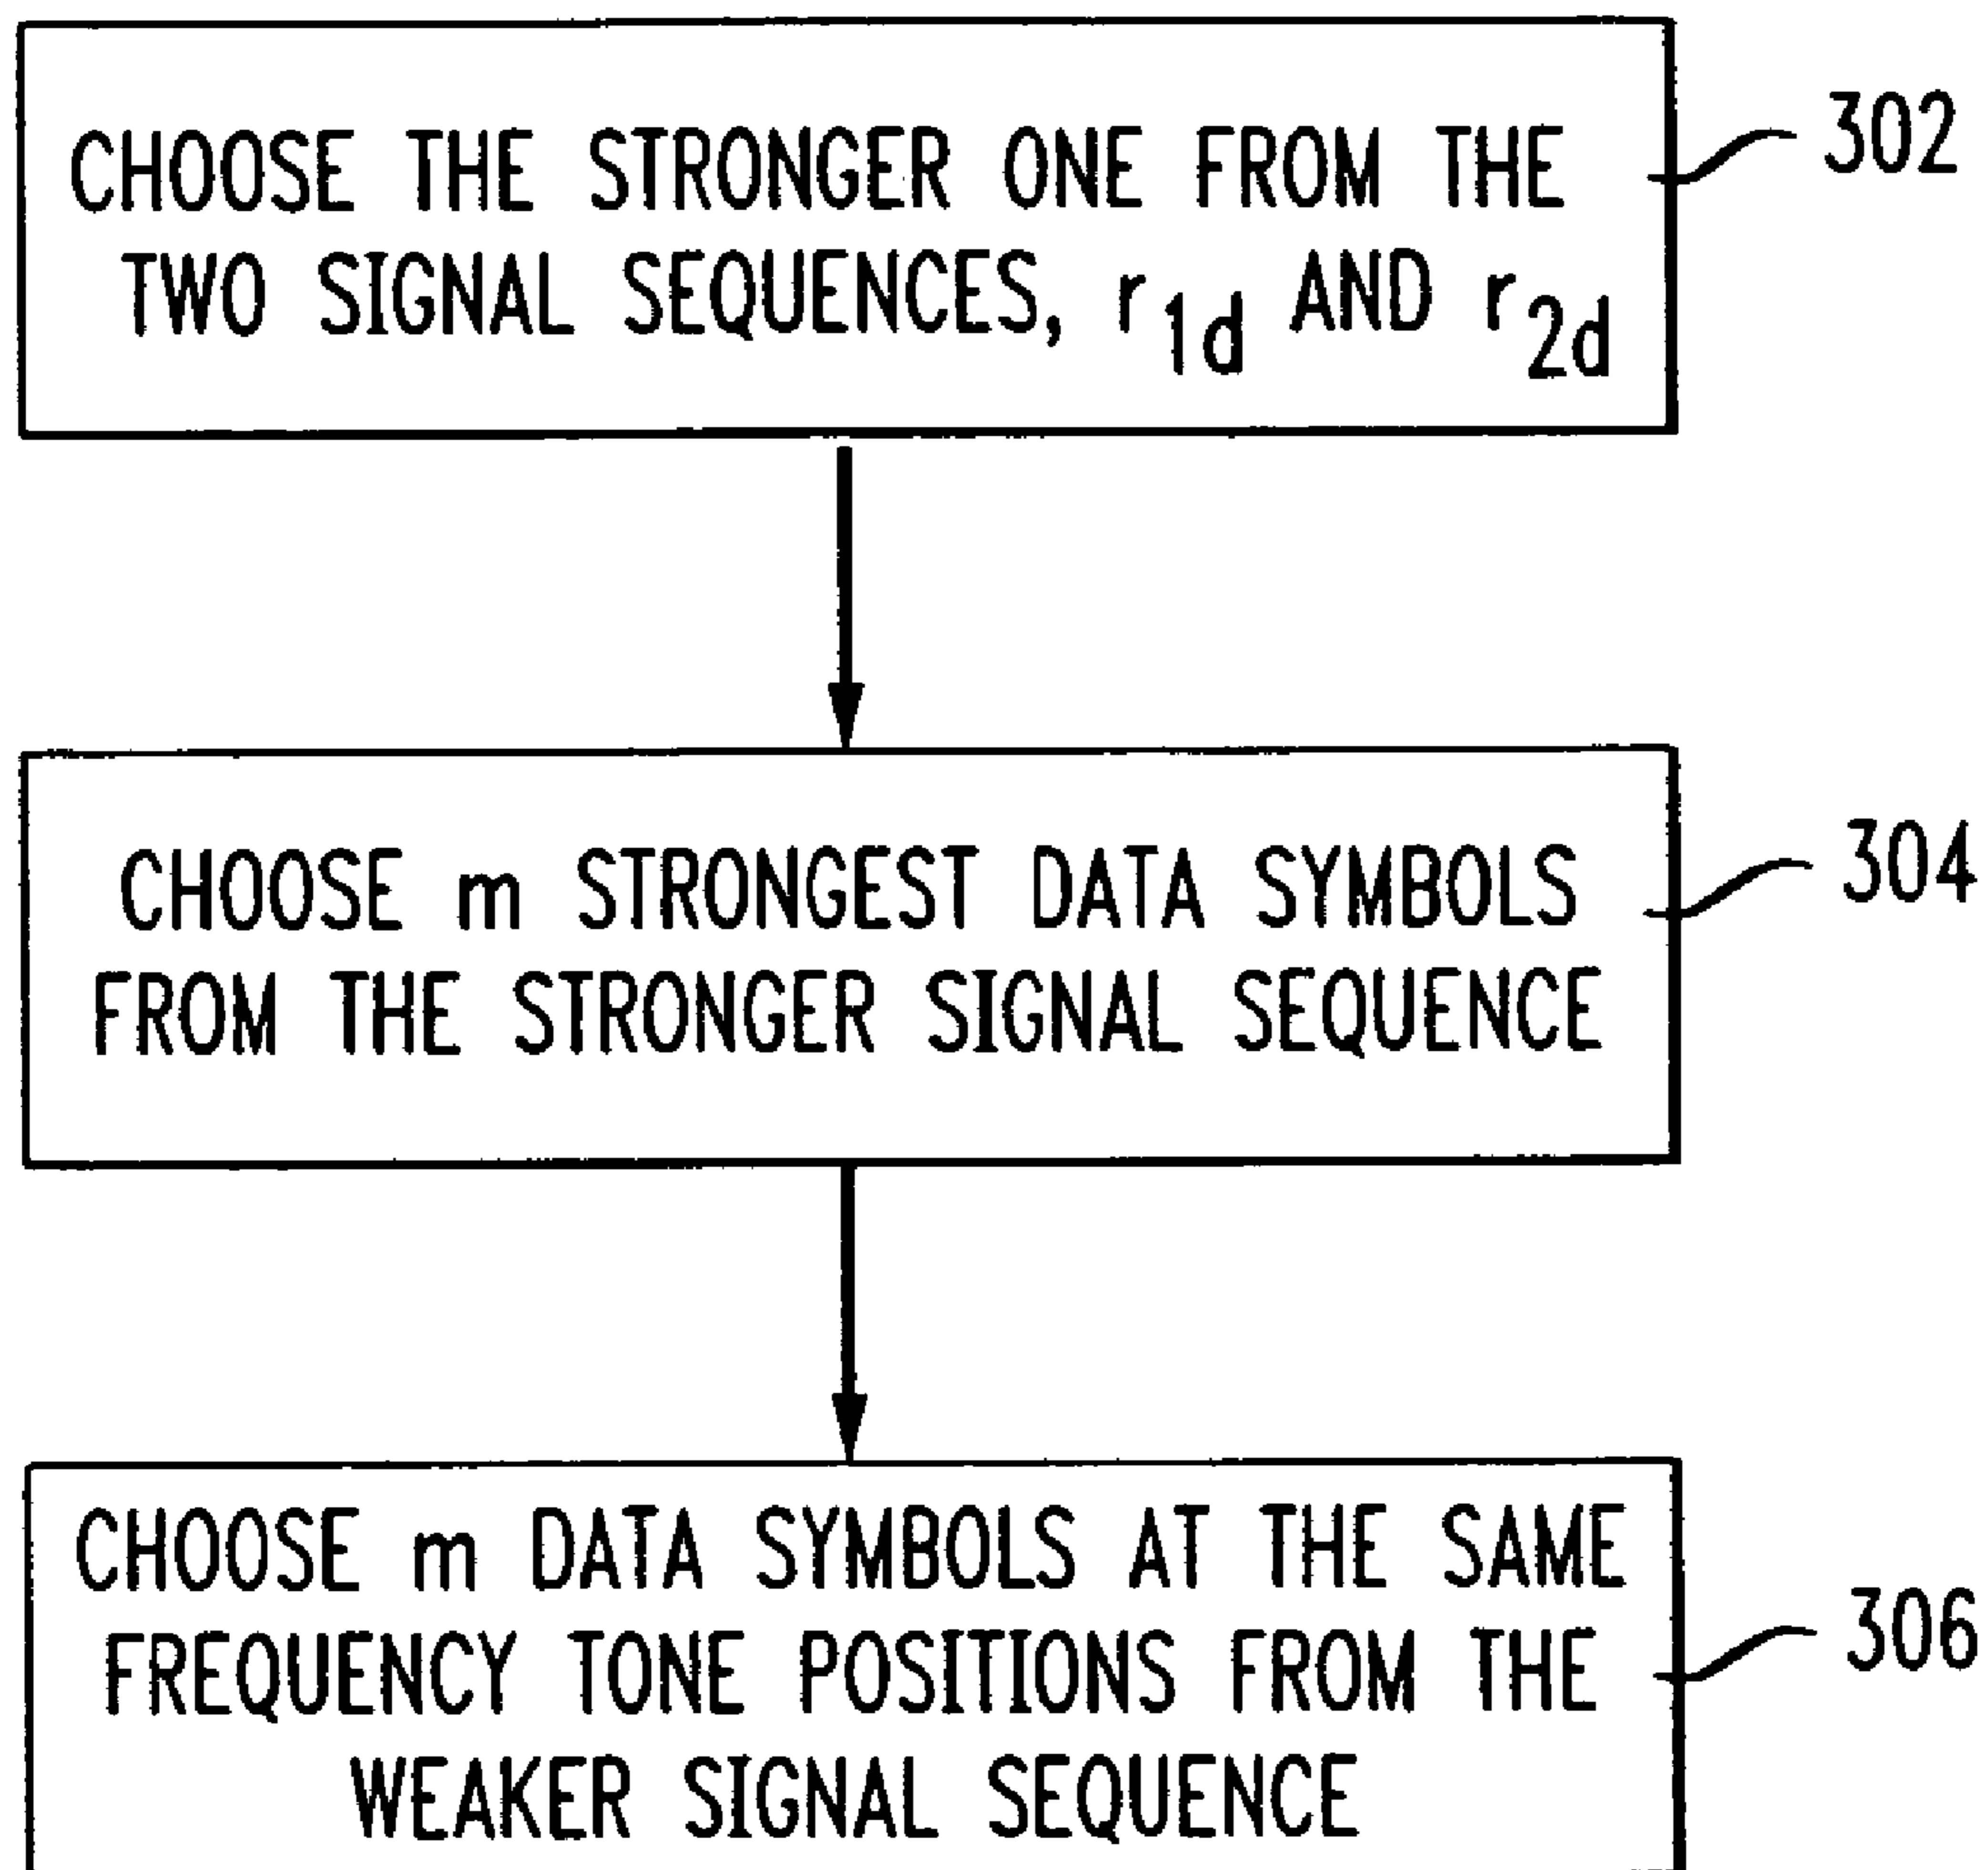 CHOOSE THE STRONGER ONE FROM THE
TWO SIGNAL SEQUENCES, r1d AND r2d
302
CHOOSE m STRONGEST DATA SYMBOLS
FROM THE STRONGER SIGNAL SEQUENCE
304
CHOOSE m DATA SYMBOLS AT THE SAME
FREQUENCY TONE POSITIONS FROM THE
WEAKER SIGNAL SEQUENCE
306